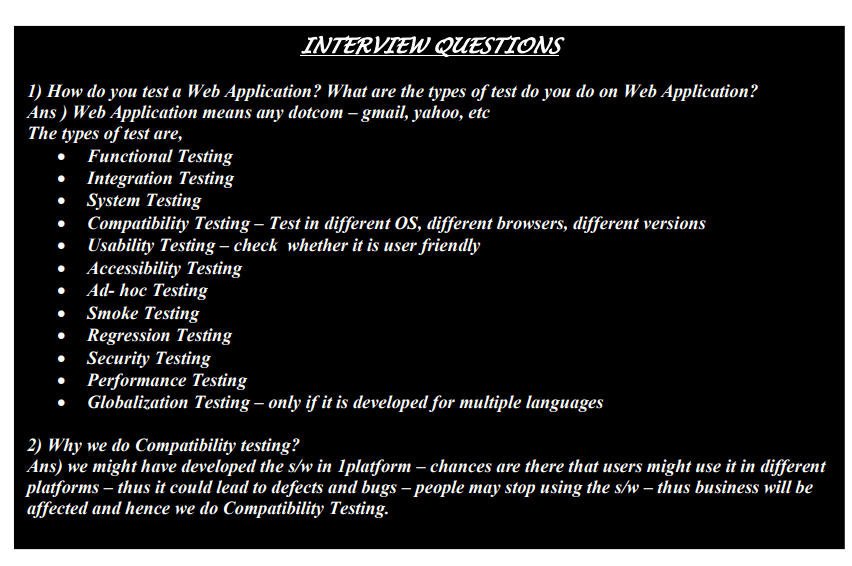 INTERVIEW QUESTIONS
1) How do you test a Web Application? What are the types of test do you do on Web Application?
Ans ) Web Application means any dotcom – gmail, yahoo, etc
The types of test are,
• Functional Testing
• Integration Testing
• System Testing
• Compatibility Testing – Test in different OS, different browsers, different versions
• Usability Testing – check whether it is user friendly
• Accessibility Testing
• Ad- hoc Testing
• Smoke Testing
• Regression Testing
• Security Testing
• Performance Testing
• Globalization Testing – only if it is developed for multiple languages
2) Why we do Compatibility testing?
Ans) we might have developed the s/w in 1platform – chances are there that users might use it in different
platforms – thus it could lead to defects and bugs – people may stop using the s/w – thus business will be
affected and hence we do Compatibility Testing.